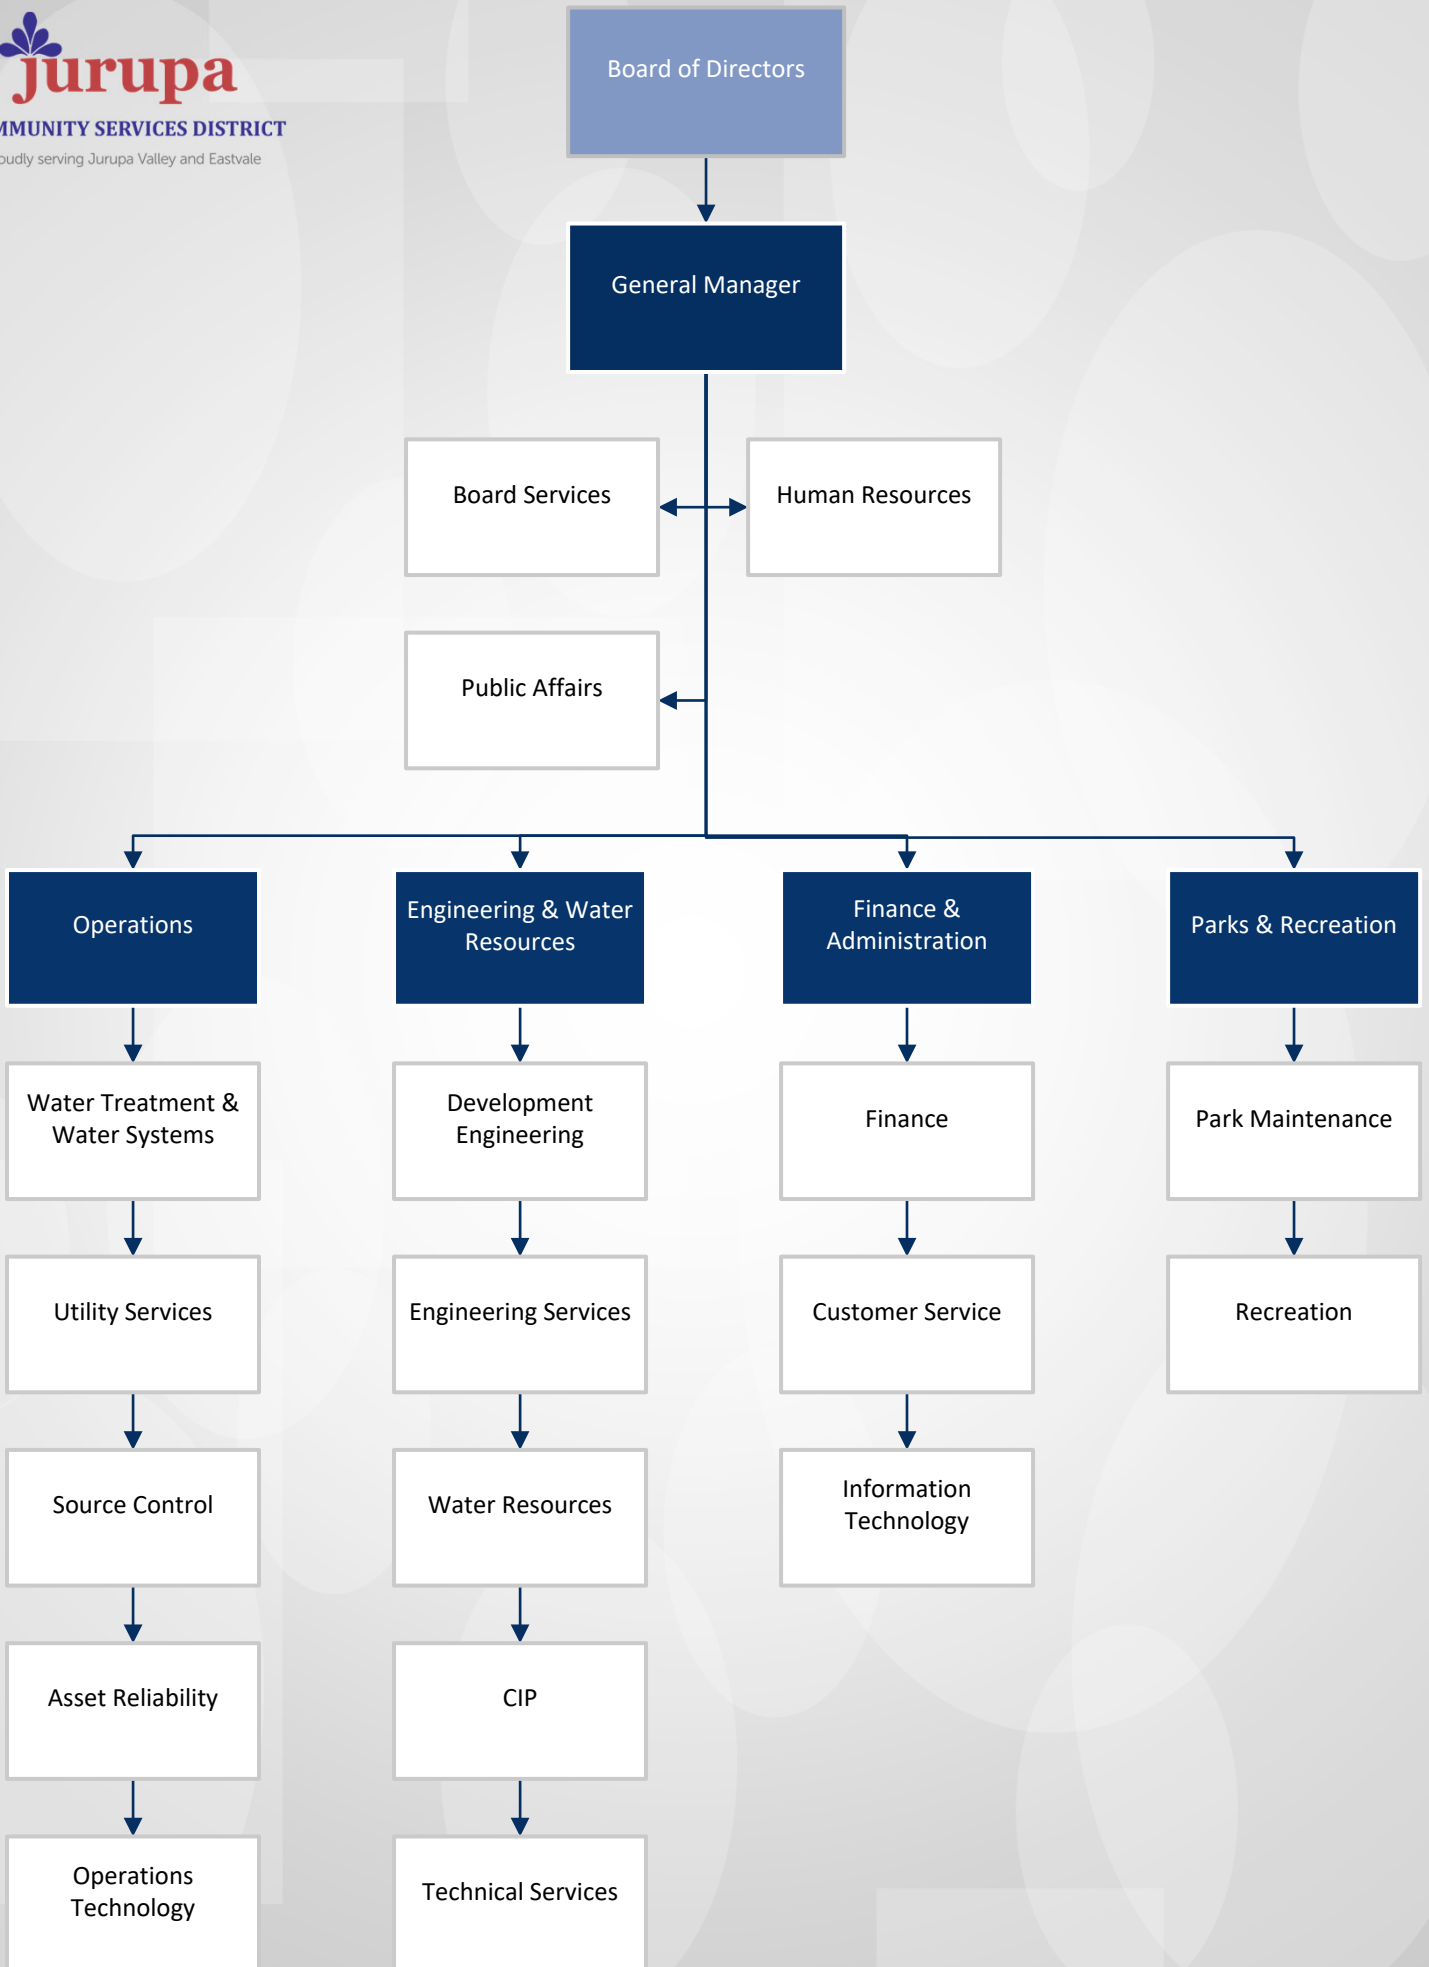 jurupa
MMUNITY SERVICES DISTRICT
oudly serving Jurupa Valley and Eastvale
Board of Directors
General Manager
Board Services
Human Resources
Public Affairs
Operations
Engineering & Water
Resources
Finance &
Administration
Parks & Recreation
Water Treatment &
Water Systems
Development
Engineering
Finance
Park Maintenance
Utility Services
Engineering Services
Customer Service
Recreation
Source Control
Water Resources
Information
Technology
Asset Reliability
CIP
Operations
Technology
Technical Services